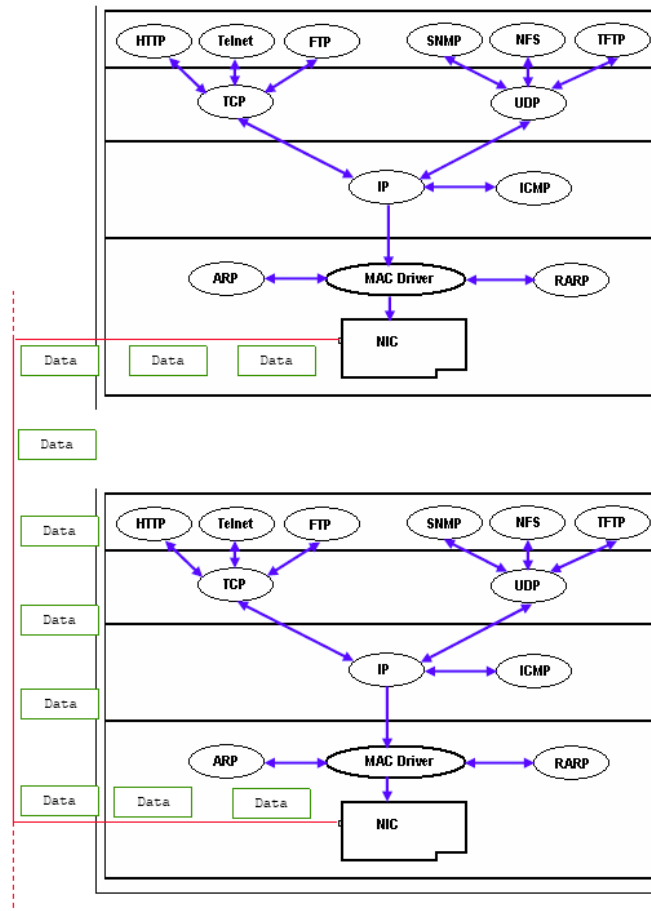 HTTP Telnet FTP SNMP NFS TFTP
TCP UDP
IP ICMP
ARP MAC Driver RARP
NIC
Data Data Data
Data
HTTP Telnet FTP SNMP NFS TFTP
Data
TCP UDP
Data
IP ICMP
Data
ARP MAC Driver RARP
Data Data Data
NIC